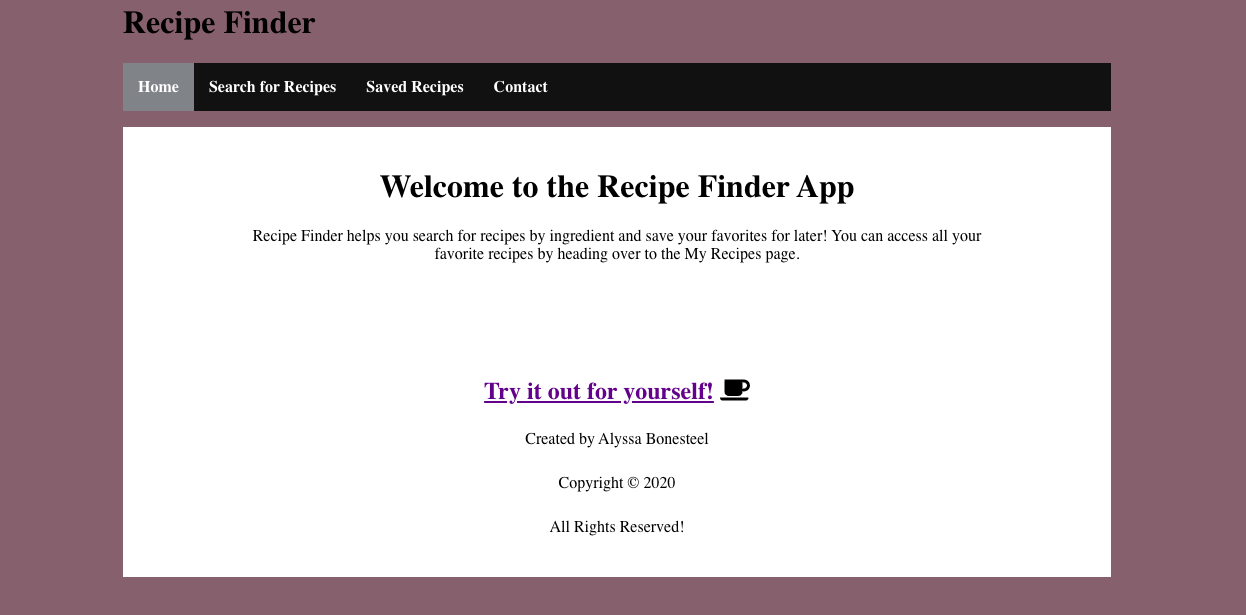 Recipe Finder
Home Search for Recipes Saved Recipes Contact
Welcome to the Recipe Finder App
Recipe Finder helps you search for recipes by ingredient and save your favorites for later! You can access all your
favorite recipes by heading over to the My Recipes page.
Try it out for yourself!
Created by Alyssa Bonesteel
Copyright © 2020
All Rights Reserved!